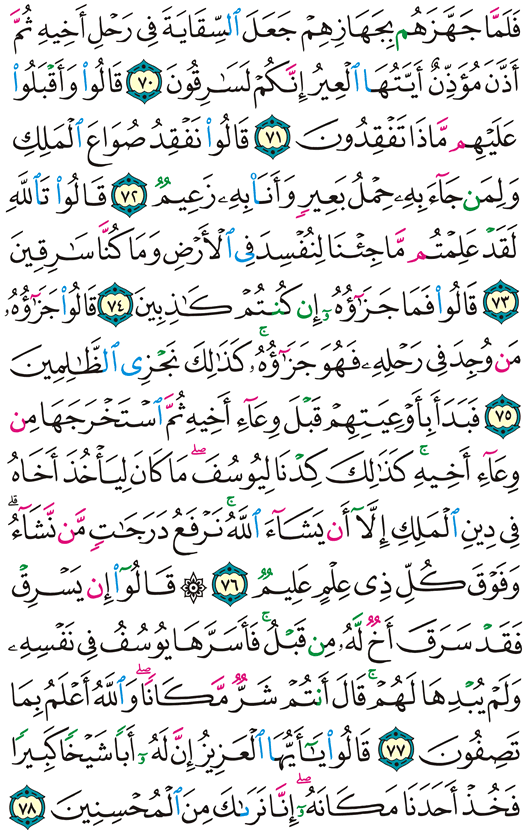 فَلَمَّا جَهَّزَهُم بِجَهَازِهِمْ جَعَلَ ٱلسِّقَايَةَ فِى رَحْلِ أَخِيهِ ثُمَّ
أَذَّنَ مُؤَذِّنٌ أَيَّتُهَا ٱلْعِيرُ إِنَّكُمْ لَسَـٰرِقُونَ ٧٠ قَالُوا۟ وَأَقْبَلُوا۟
عَلَيْهِم مَّاذَا تَفْقِدُونَ ٧١ قَالُوا۟ نَفْقِدُ صُوَاعَ ٱلْمَلِكِ
وَلِمَن جَآءَ بِهِۦ حِمْلُ بَعِيرٍ وَأَنَا۠ بِهِۦ زَعِيمٌ ٧٢ قَالُوا۟ تَٱللَّهِ
لَقَدْ عَلِمْتُم مَّا جِئْنَا لِنُفْسِدَ فِى ٱلْأَرْضِ وَمَا كُنَّا سَـٰرِقِينَ
٧٣ قَالُوا۟ فَمَا جَزَٰٓؤُهُۥٓ إِن كُنتُمْ كَـٰذِبِينَ ٧٤ قَالُوا۟ جَزَٰٓؤُهُۥ
مَن وُجِدَ فِى رَحْلِهِۦ فَهُوَ جَزَٰٓؤُهُۥ ۚ كَذَٰلِكَ نَجْزِى ٱلظَّـٰلِمِينَ
٧٥ فَبَدَأَ بِأَوْعِيَتِهِمْ قَبْلَ وِعَآءِ أَخِيهِ ثُمَّ ٱسْتَخْرَجَهَا مِن
وِعَآءِ أَخِيهِ ۚ كَذَٰلِكَ كِدْنَا لِيُوسُفَ ۖ مَا كَانَ لِيَأْخُذَ أَخَاهُ
فِى دِينِ ٱلْمَلِكِ إِلَّآ أَن يَشَآءَ ٱللَّهُ ۚ نَرْفَعُ دَرَجَـٰتٍ مَّن نَّشَآءُ ۗ
وَفَوْقَ كُلِّ ذِى عِلْمٍ عَلِيمٌ ٧٦ ۞ قَالُوٓا۟ إِن يَسْرِقْ
فَقَدْ سَرَقَ أَخٌ لَّهُۥ مِن قَبْلُ ۚ فَأَسَرَّهَا يُوسُفُ فِى نَفْسِهِۦ
وَلَمْ يُبْدِهَا لَهُمْ ۚ قَالَ أَنتُمْ شَرٌّ مَّكَانًا ۖ وَٱللَّهُ أَعْلَمُ بِمَا
تَصِفُونَ ٧٧ قَالُوا۟ يَـٰٓأَيُّهَا ٱلْعَزِيزُ إِنَّ لَهُۥٓ أَبًا شَيْخًا كَبِيرًا
فَخُذْ أَحَدَنَا مَكَانَهُۥٓ ۖ إِنَّا نَرَىٰكَ مِنَ ٱلْمُحْسِنِينَ ٧٨